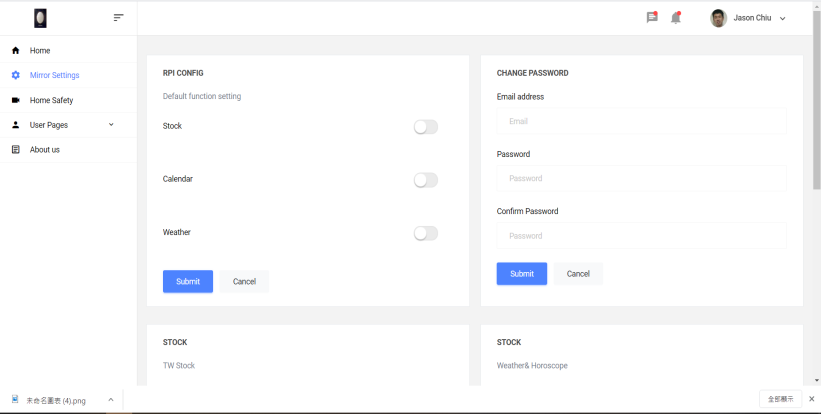 Jason Chiu
Home
Mirror Settings
Home Safety
User Pages
About us
RPI CONFIG
Default function setting
Stock
Calendar
Weather
Submit
Cancel
CHANGE PASSWORD
Email address
Email
Password
Password
Confirm Password
Password
Submit
Cancel
STOCK
TW Stock
STOCK
Weather& Horoscope
未命名圖表 (4).png
全部顯示